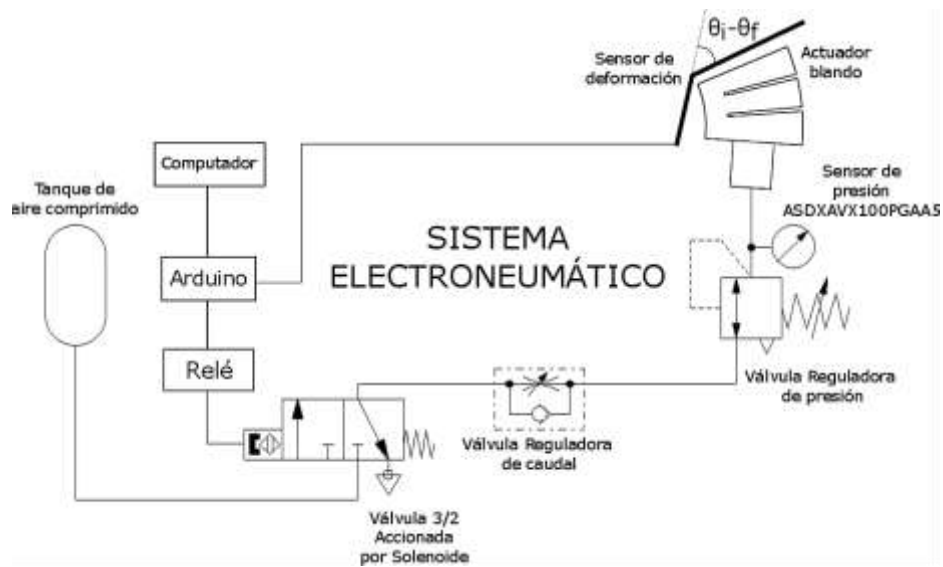 θi-θf
Sensor de
deformación
Actuador
blando
Computador
Tanque de
aire comprimido
Sensor de
presión
ASDXAVX100PGAA5
SISTEMA
ELECTRONEUMÁTICO
Arduino
Relé
Válvula Reguladora
de presión
Válvula Reguladora
de caudal
Válvula 3/2
Accionada
por Solenoide